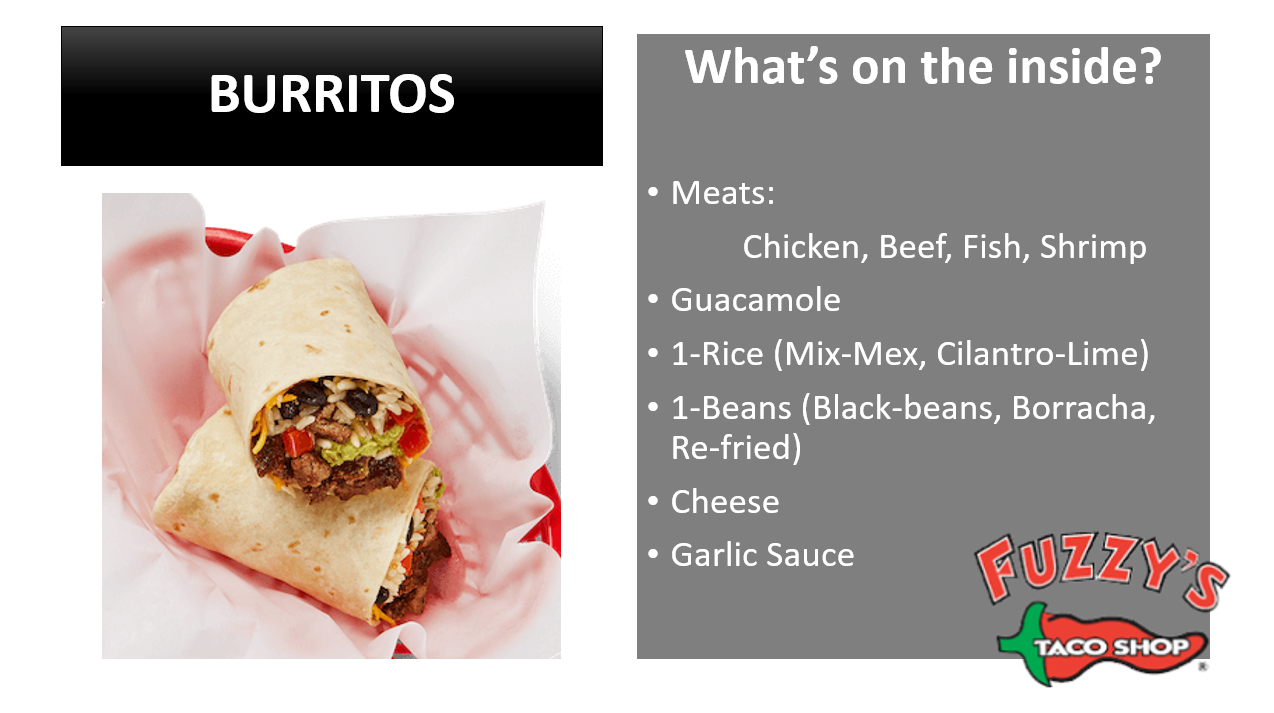 BURRITOS
What’s on the inside?
• Meats:
Chicken, Beef, Fish, Shrimp
• Guacamole
• 1-Rice (Mix-Mex, Cilantro-Lime)
• 1-Beans (Black-beans, Borracha,
Re-fried)
• Cheese
• Garlic Sauce
FUZZY'S
TACO SHOP
®